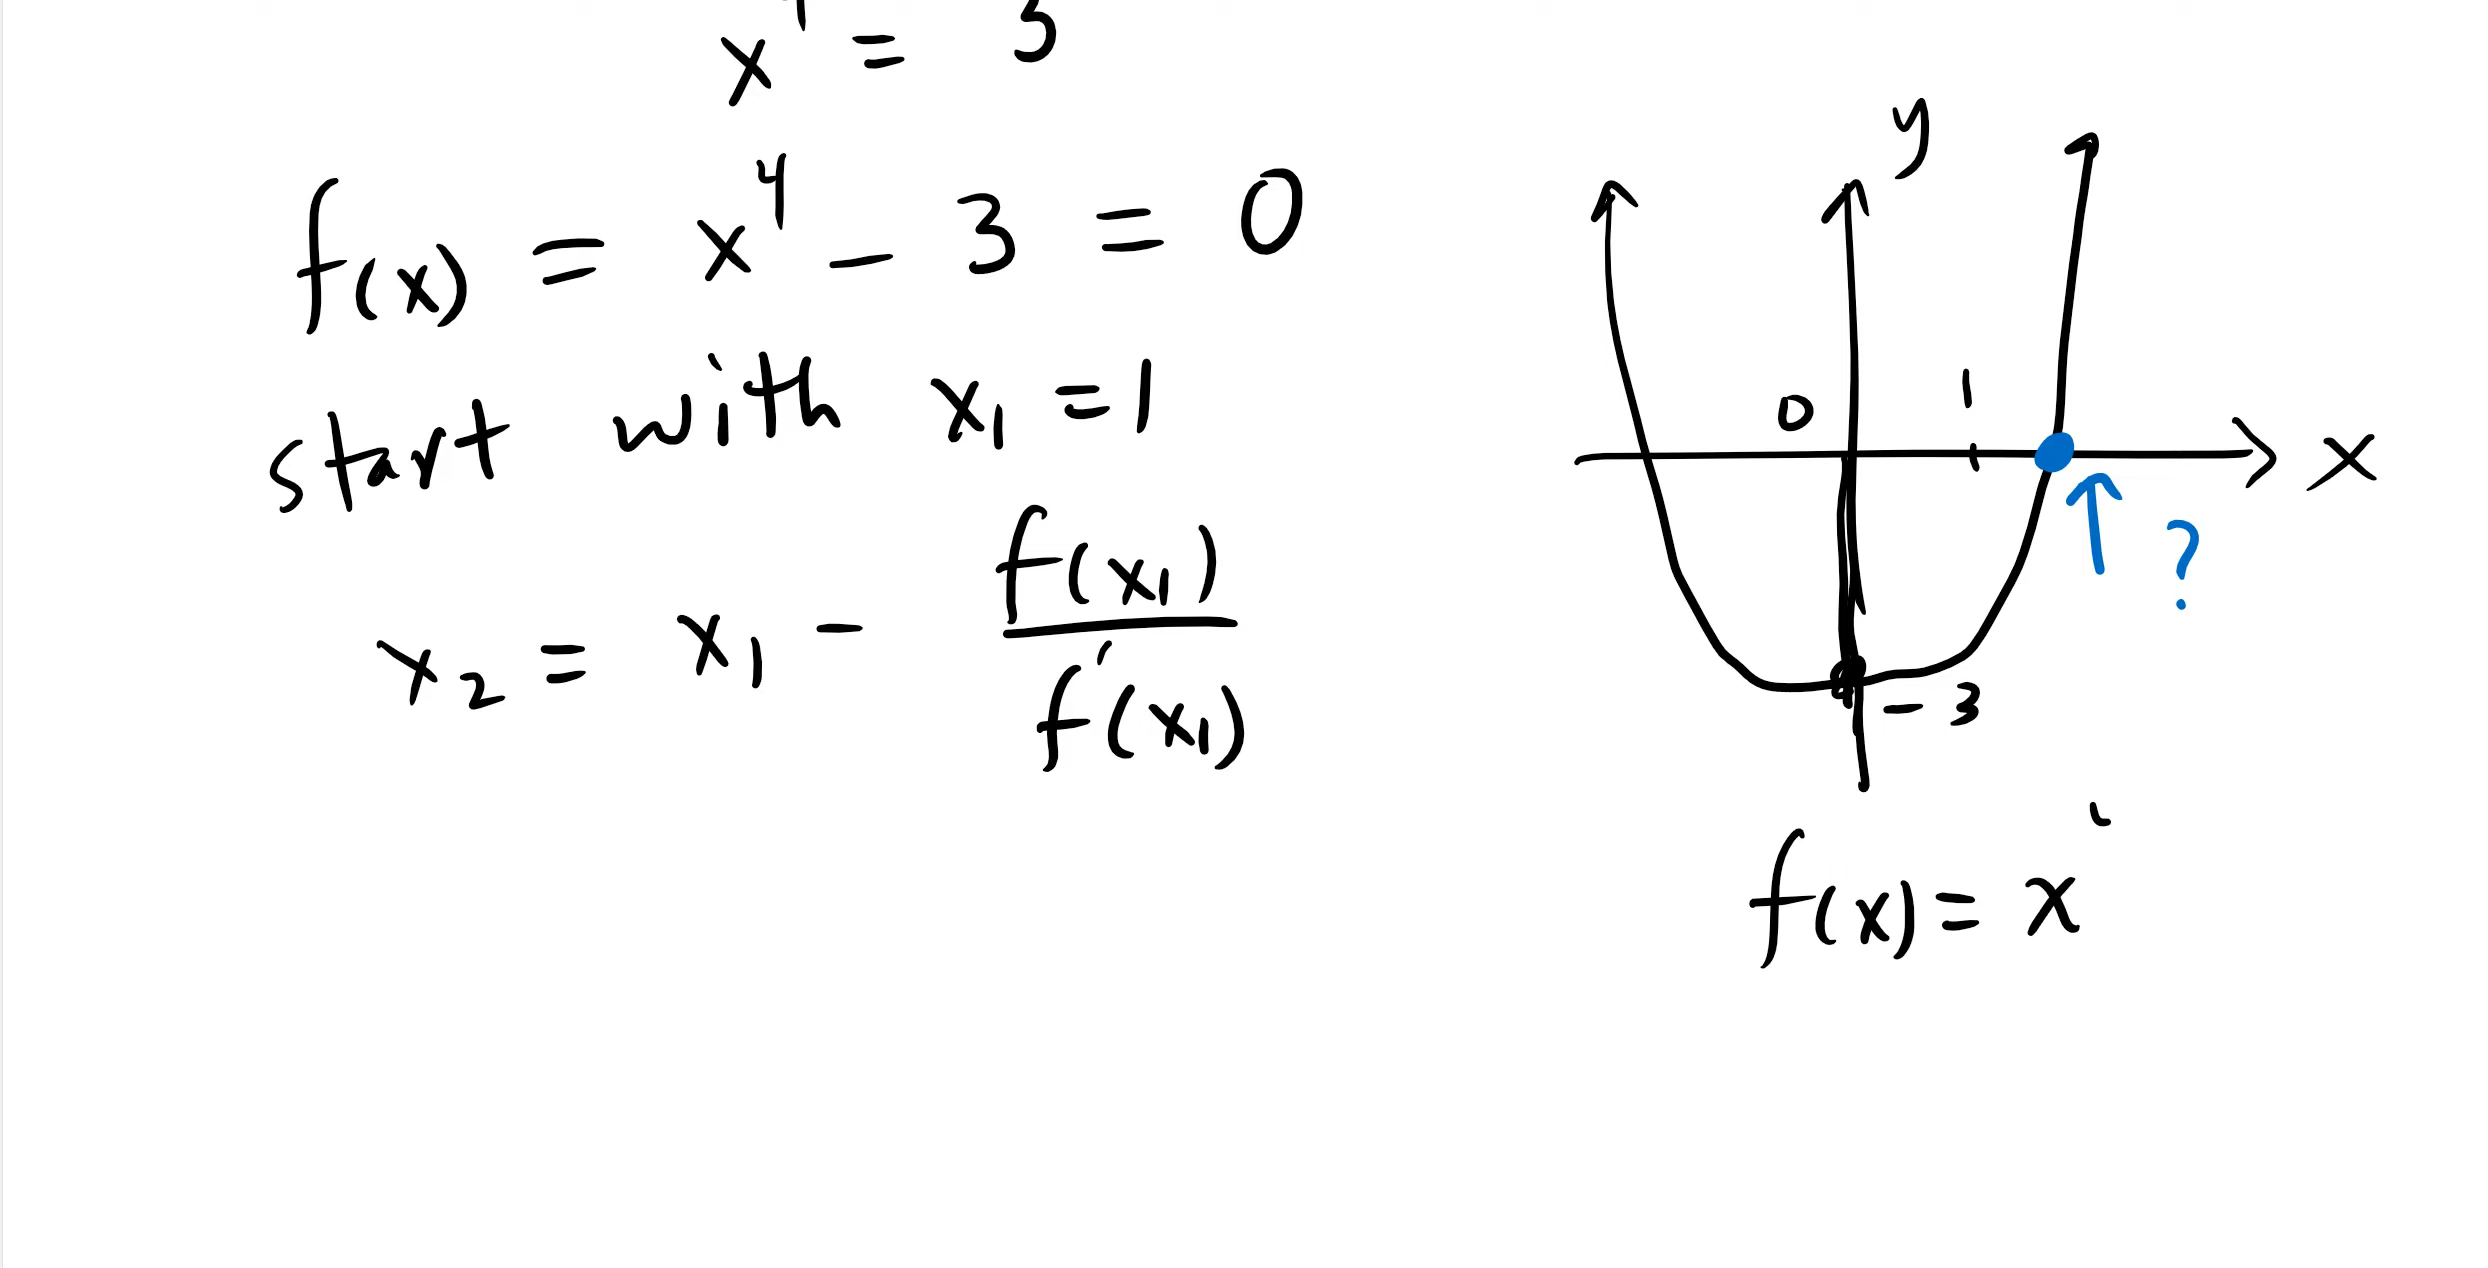 x⁴ = 3
f(x) = x⁴ - 3 = 0
start with x₁ = 1
x₂ = x₁ - f(x₁) / f'(x₁)
y
0
1
x
?
-3
f(x) = x